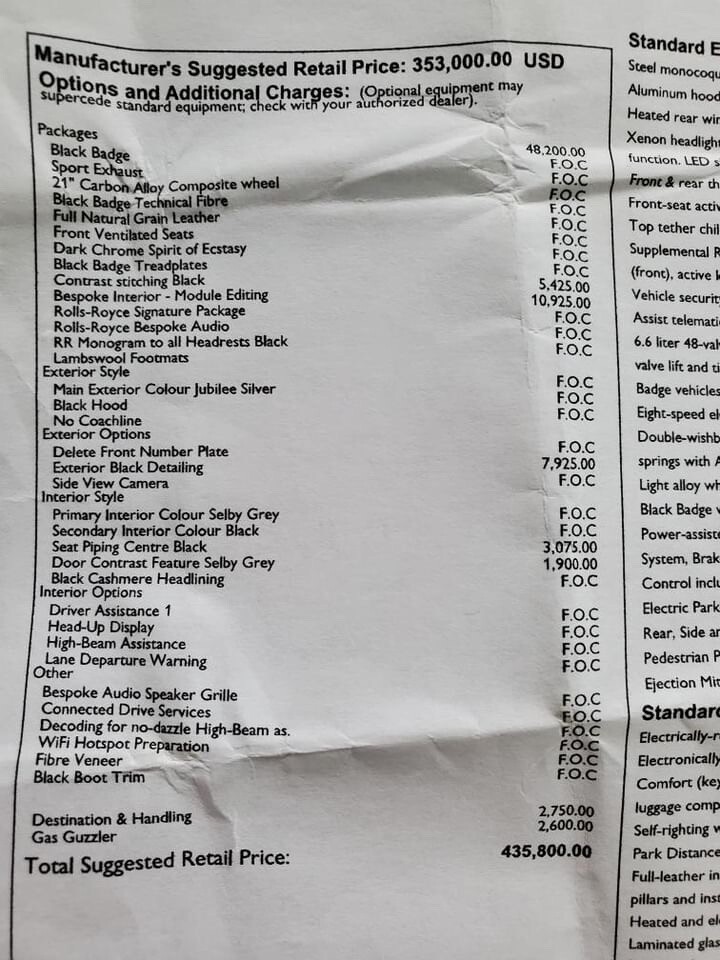 Manufacturer's Suggested Retail Price: 353,000.00 USD
Options and Additional Charges: (Optional equipment may
supercede standard equipment; check with your authorized dealer).
Packages
Black Badge 48,200.00
Sport Exhaust F.O.C
21" Carbon Alloy Composite wheel F.O.C
Black Badge Technical Fibre F.O.C
Full Natural Grain Leather F.O.C
Front Ventilated Seats F.O.C
Dark Chrome Spirit of Ecstasy F.O.C
Black Badge Treadplates F.O.C
Contrast stitching Black F.O.C
Bespoke Interior - Module Editing 5,425.00
Rolls-Royce Signature Package 10,925.00
Rolls-Royce Bespoke Audio F.O.C
RR Monogram to all Headrests Black F.O.C
Lambswool Footmats F.O.C
Exterior Style
Main Exterior Colour Jubilee Silver F.O.C
Black Hood F.O.C
No Coachline F.O.C
Exterior Options
Delete Front Number Plate F.O.C
Exterior Black Detailing 7,925.00
Side View Camera F.O.C
Interior Style
Primary Interior Colour Selby Grey F.O.C
Secondary Interior Colour Black F.O.C
Seat Piping Centre Black 3,075.00
Door Contrast Feature Selby Grey 1,900.00
Black Cashmere Headlining F.O.C
Interior Options
Driver Assistance 1 F.O.C
Head-Up Display F.O.C
High-Beam Assistance F.O.C
Lane Departure Warning F.O.C
Other
Bespoke Audio Speaker Grille F.O.C
Connected Drive Services F.O.C
Decoding for no-dazzle High-Beam as. F.O.C
WiFi Hotspot Preparation F.O.C
Fibre Veneer F.O.C
Black Boot Trim F.O.C
Destination & Handling 2,750.00
Gas Guzzler 2,600.00
Total Suggested Retail Price: 435,800.00
Standard E
Steel monocoqu
Aluminum hood
Heated rear wi
Xenon headligh
function. LED s
Front & rear th
Front-seat activ
Top tether chil
Supplemental R
(front), active k
Vehicle securit
Assist telemati
6.6 liter 48-val
valve lift and ti
Badge vehicles
Eight-speed el
Double-wishb
springs with A
Light alloy wh
Black Badge v
Power-assiste
System, Brak
Control inclu
Electric Park
Rear, Side ar
Pedestrian P
Ejection Mit
Standard
Electrically-r
Electronically
Comfort (key
luggage comp
Self-righting w
Park Distance
Full-leather in
pillars and inst
Heated and el
Laminated glas